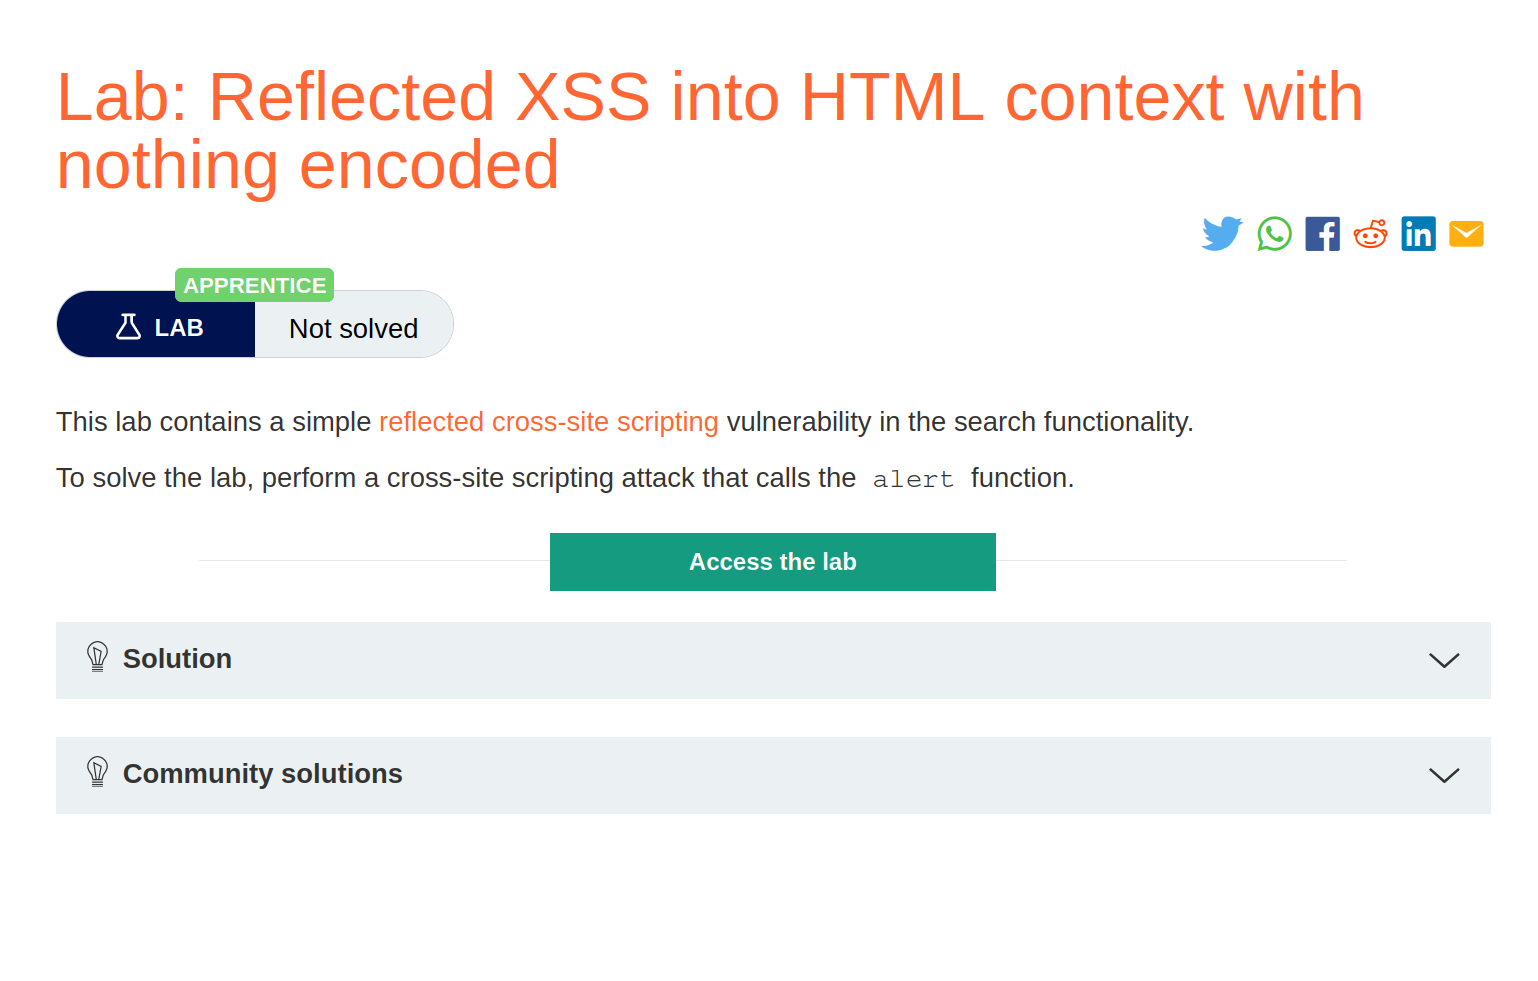 Lab: Reflected XSS into HTML context with
nothing encoded
APPRENTICE
LAB
Not solved
This lab contains a simple reflected cross-site scripting vulnerability in the search functionality.
To solve the lab, perform a cross-site scripting attack that calls the alert function.
Access the lab
Solution
Community solutions